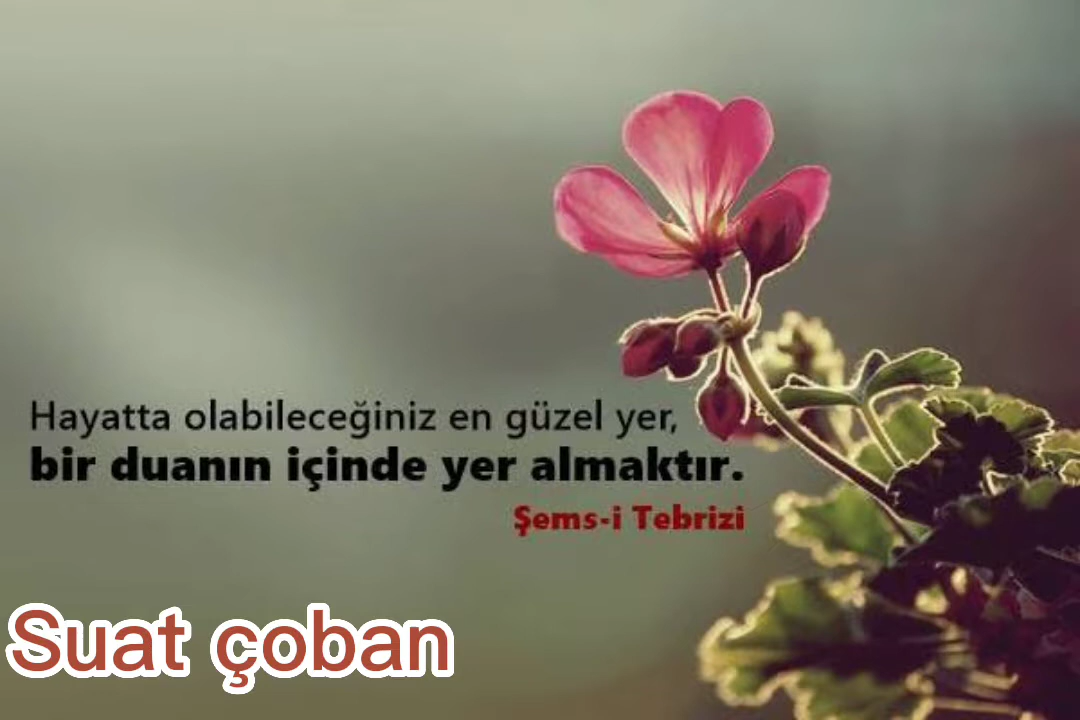 Hayatta olabileceğiniz en güzel yer,
bir duanın içinde yer almaktır.
Şems-i Tebrizi
Suat çoban